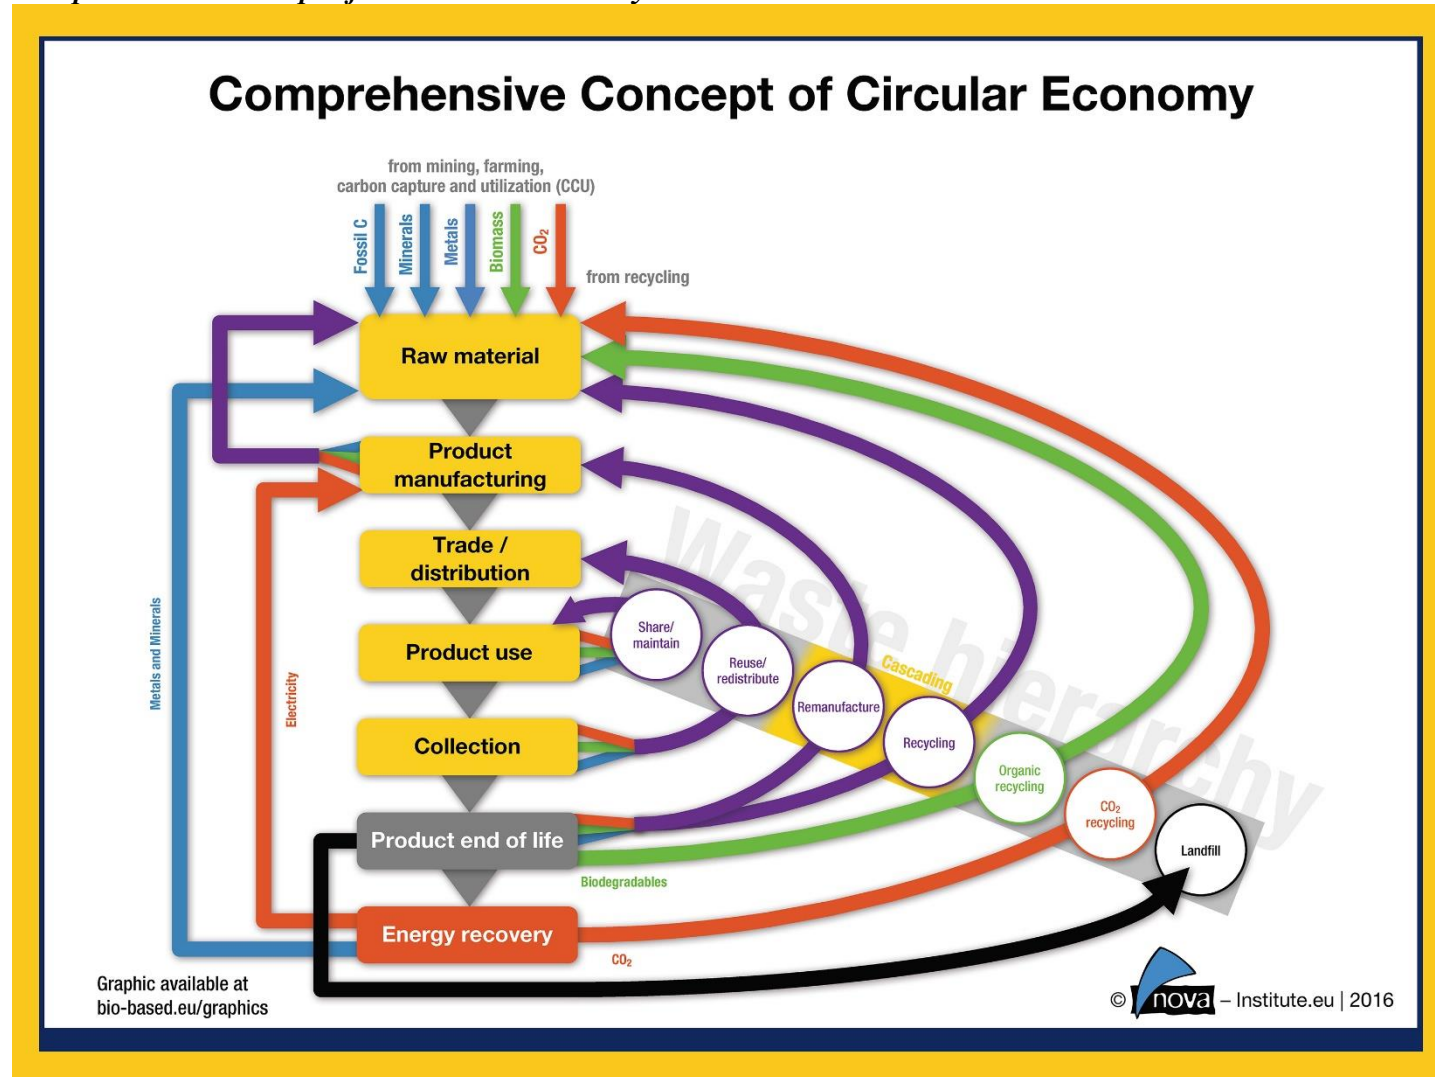 Comprehensive Concept of Circular Economy
from mining, farming,
carbon capture and utilization (CCU)
Fossil C
Minerals
Metals
Biomass
CO₂
from recycling
Raw material
Product
manufacturing
Trade /
distribution
Product use
Collection
Product end of life
Energy recovery
Metals and Minerals
Electricity
Waste hierarchy
Cascading
Share/
maintain
Reuse/
redistribute
Remanufacture
Recycling
Organic
recycling
CO₂
recycling
Landfill
Biodegradables
CO₂
Graphic available at
bio-based.eu/graphics
© nova – Institute.eu | 2016